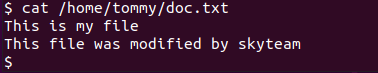 $ cat /home/tommy/doc.txt
This is my file
This file was modified by skyteam
$